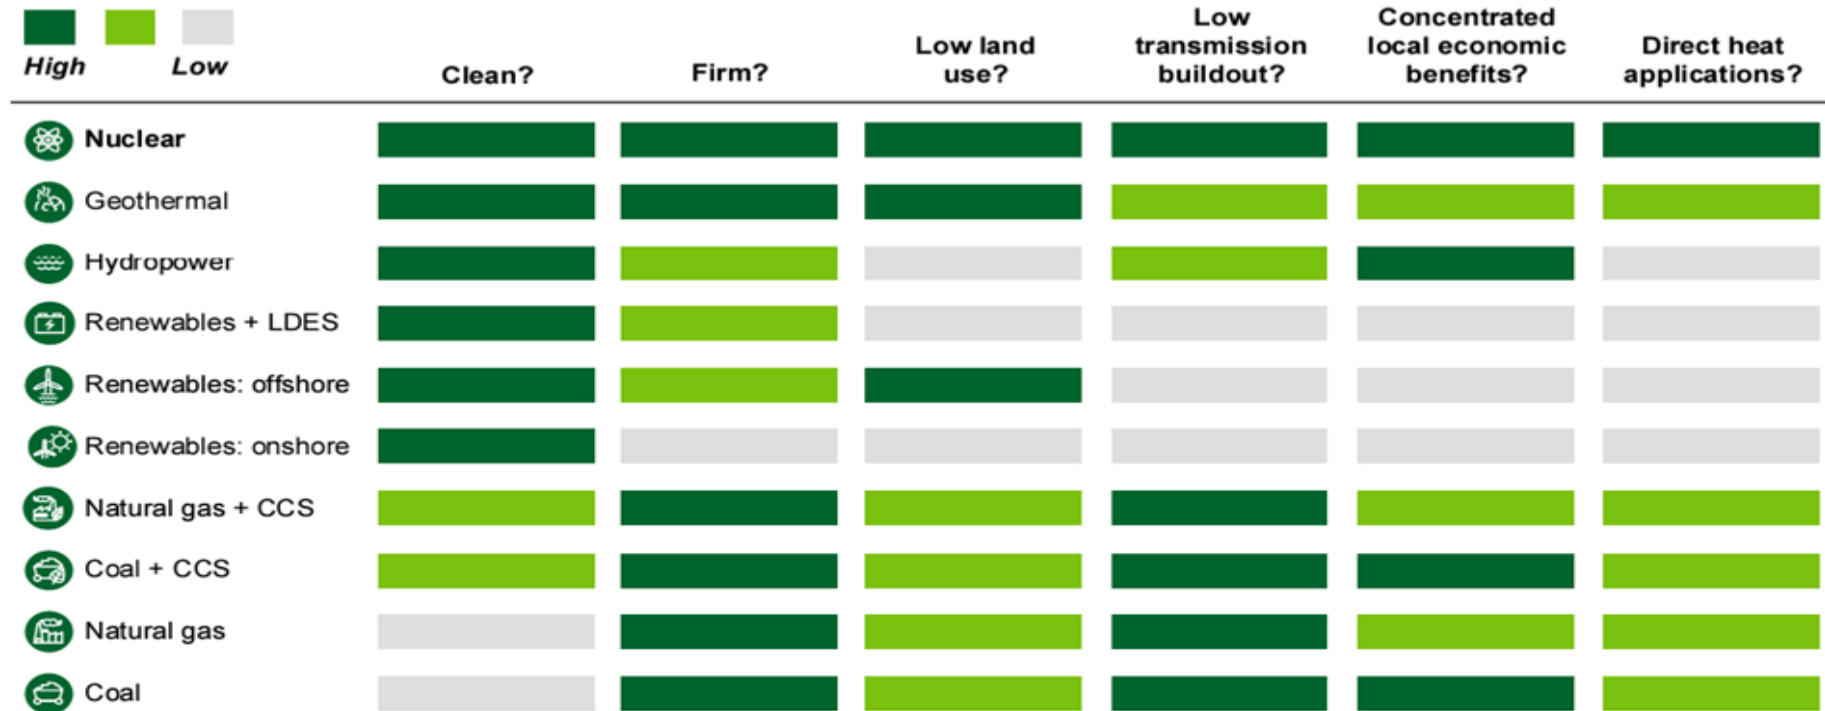 High Low
Clean?
Firm?
Low land
use?
Low
transmission
buildout?
Concentrated
local economic
benefits?
Direct heat
applications?
Nuclear
Geothermal
Hydropower
Renewables + LDES
Renewables: offshore
Renewables: onshore
Natural gas + CCS
Coal + CCS
Natural gas
Coal